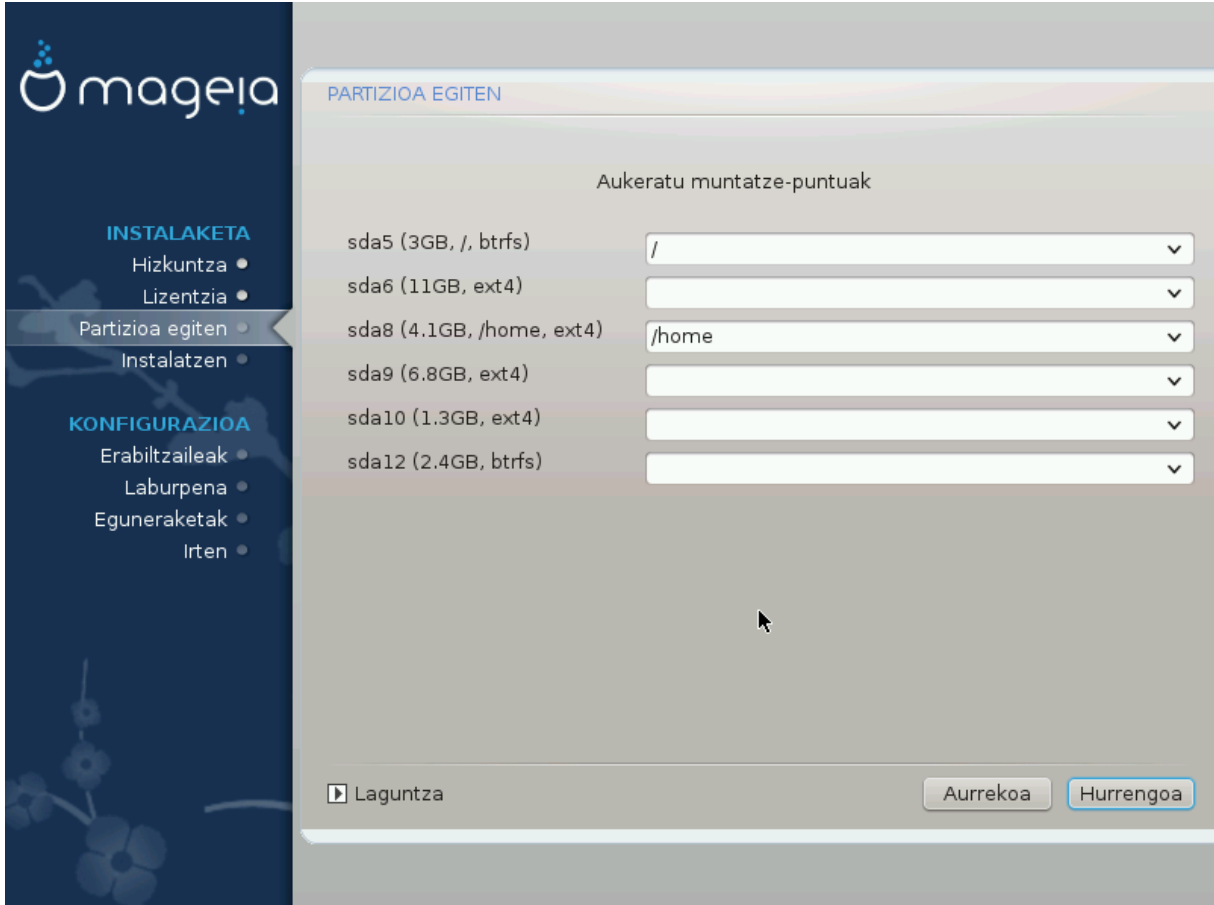 mageia
INSTALAKETA
Hizkuntza
Lizentzia
Partizioa egiten
Instalatzen
KONFIGURAZIOA
Erabiltzaileak
Laburpena
Eguneraketak
Irten
PARTIZIOA EGITEN
Aukeratu muntatze-puntuak
sda5 (3GB, /, btrfs) /
sda6 (11GB, ext4)
sda8 (4.1GB, /home, ext4) /home
sda9 (6.8GB, ext4)
sda10 (1.3GB, ext4)
sda12 (2.4GB, btrfs)
Laguntza Aurrekoa Hurrengoa